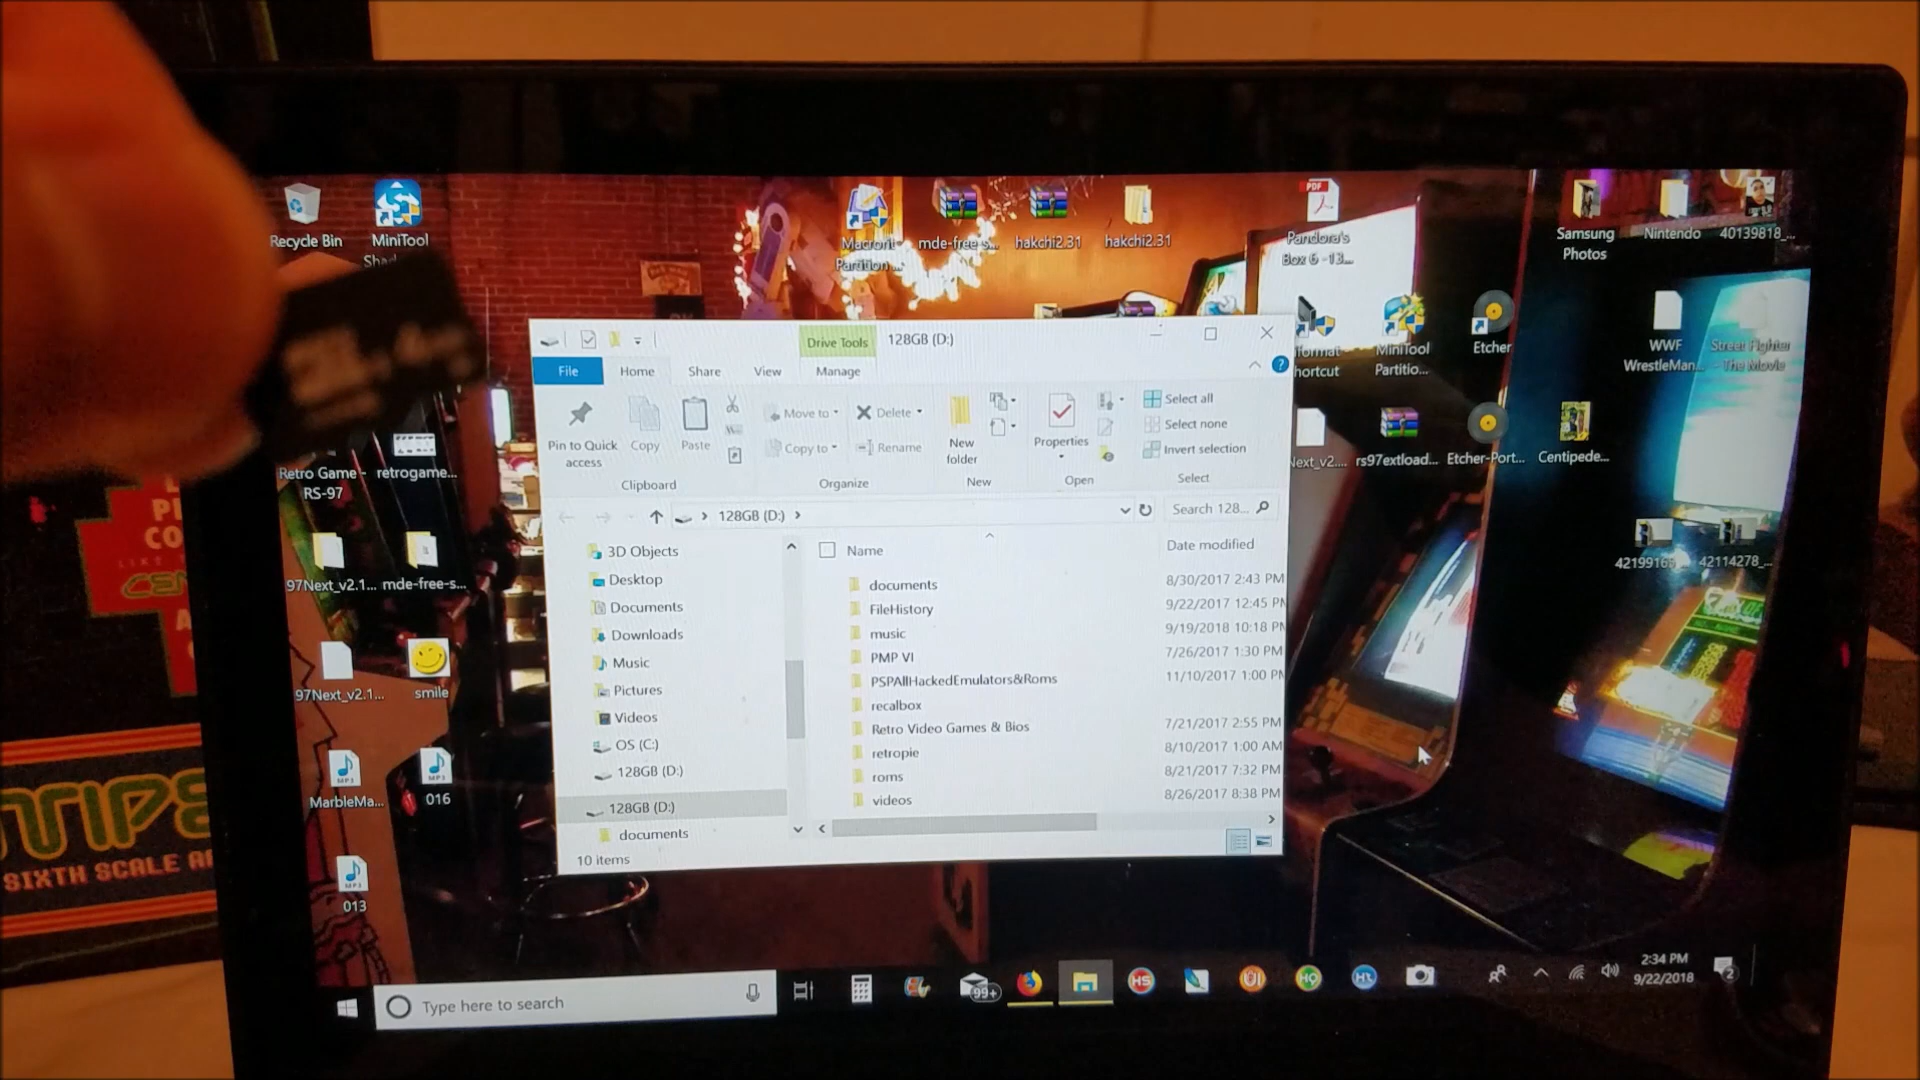 Recycle Bin
MiniTool
Macrorit
Partition ...
mde-free-s...
hakchi2.31
hakchi2.31
Pandora's
Box 6 -13...
PDF
Samsung
Photos
Nintendo
40139818_...
MiniTool
Partitio...
Etcher
WWF
WrestleMan...
Street Fighter
- The Movie
rs97extload...
Etcher-Port...
Centipede...
42199165_...
42114278_...
Retro Game -
RS-97
retrogame...
97Next_v2.1...
mde-free-s...
97Next_v2.1...
smile
MarbleMa...
016
013
Drive Tools
128GB (D:)
File
Home
Share
View
Manage
Pin to Quick
access
Copy
Paste
Move to
Copy to
Delete
Rename
New
folder
Properties
Select all
Select none
Invert selection
Clipboard
Organize
New
Open
Select
128GB (D:)
Search 128...
3D Objects
Desktop
Documents
Downloads
Music
Pictures
Videos
OS (C:)
128GB (D:)
128GB (D:)
documents
Name
Date modified
documents
8/30/2017 2:43 PM
FileHistory
9/22/2017 12:45 PM
music
9/19/2018 10:18 PM
PMP VI
7/26/2017 1:30 PM
PSPAllHackedEmulators&Roms
11/10/2017 1:00 PM
recalbox
Retro Video Games & Bios
7/21/2017 2:55 PM
retropie
8/10/2017 1:00 AM
roms
8/21/2017 7:32 PM
videos
8/26/2017 8:38 PM
10 items
Type here to search
99+
HS
HQ
2:34 PM
9/22/2018
2
SIXTH SCALE AR